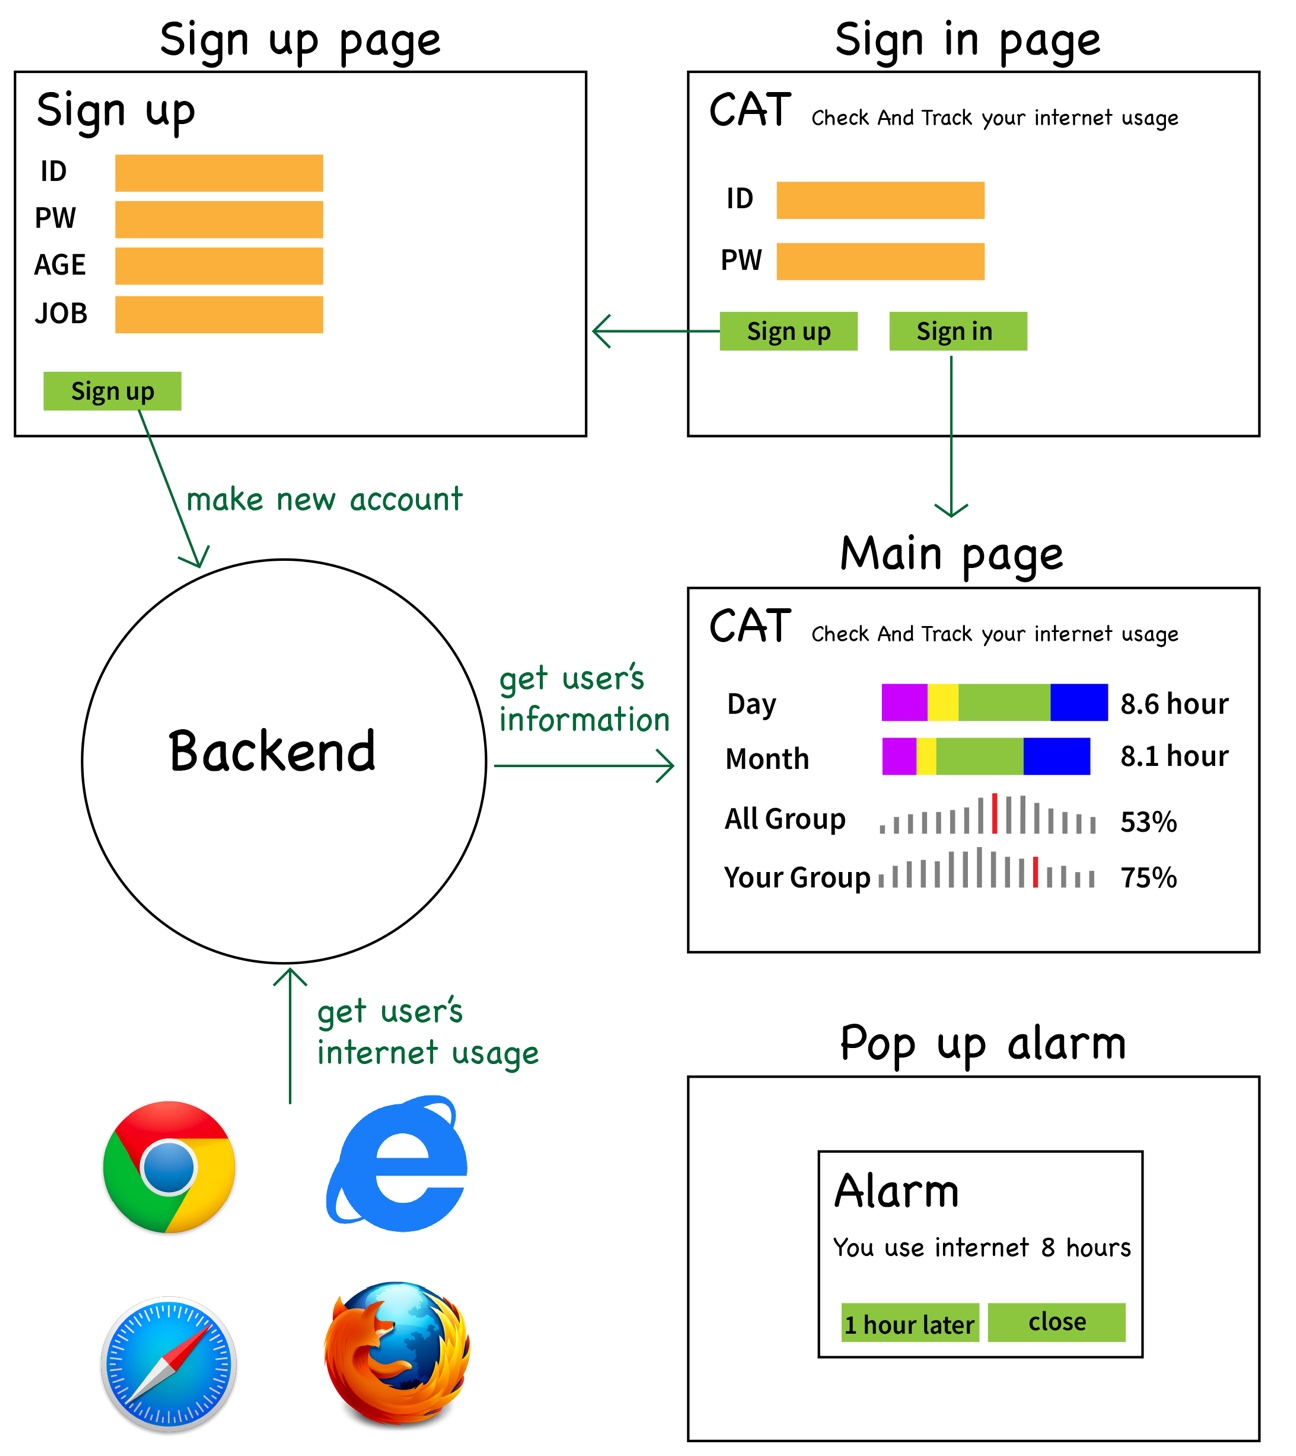 Sign up page
Sign up
ID
PW
AGE
JOB
Sign up
Sign in page
CAT Check And Track your internet usage
ID
PW
Sign up Sign in
make new account
Backend
get user's
information
Main page
CAT Check And Track your internet usage
Day 8.6 hour
Month 8.1 hour
All Group 53%
Your Group 75%
get user's
internet usage
Pop up alarm
Alarm
You use internet 8 hours
1 hour later close